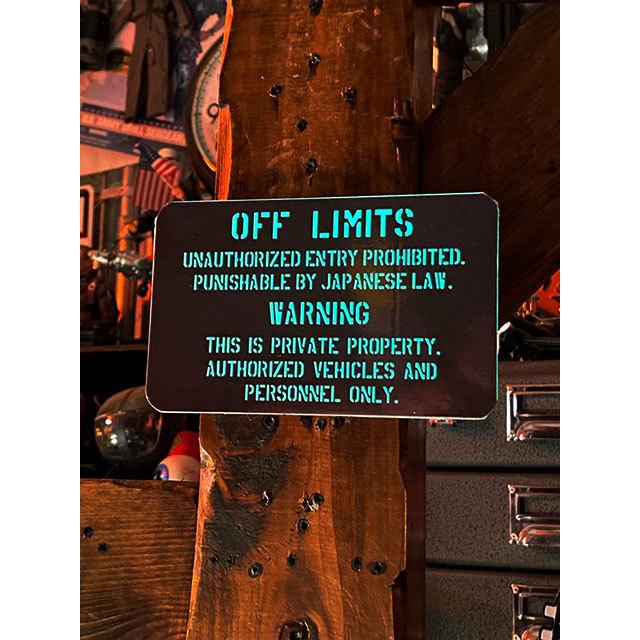 OFF LIMITS
UNAUTHORIZED ENTRY PROHIBITED.
PUNISHABLE BY JAPANESE LAW.
WARNING
THIS IS PRIVATE PROPERTY.
AUTHORIZED VEHICLES AND
PERSONNEL ONLY.